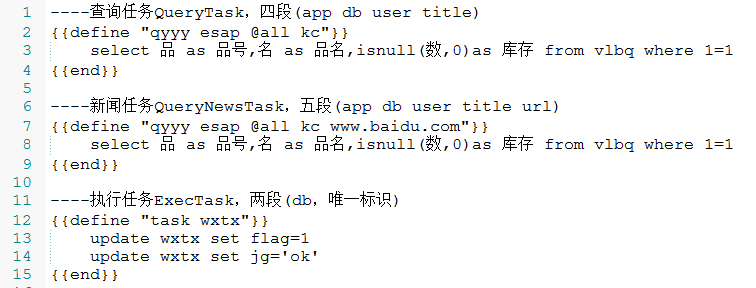 1 ----查询任务QueryTask，四段(app db user title)
2 {{define "qyyy esap @all kc"}}
3 select 品 as 品号,名 as 品名,isnull(数,0)as 库存 from vlbq where 1=1
4 {{end}}
5
6 ----新闻任务QueryNewsTask，五段(app db user title url)
7 {{define "qyyy esap @all kc www.baidu.com"}}
8 select 品 as 品号,名 as 品名,isnull(数,0)as 库存 from vlbq where 1=1
9 {{end}}
10
11 ----执行任务ExecTask，两段(db，唯一标识)
12 {{define "task wxtx"}}
13 update wxtx set flag=1
14 update wxtx set jg='ok'
15 {{end}}